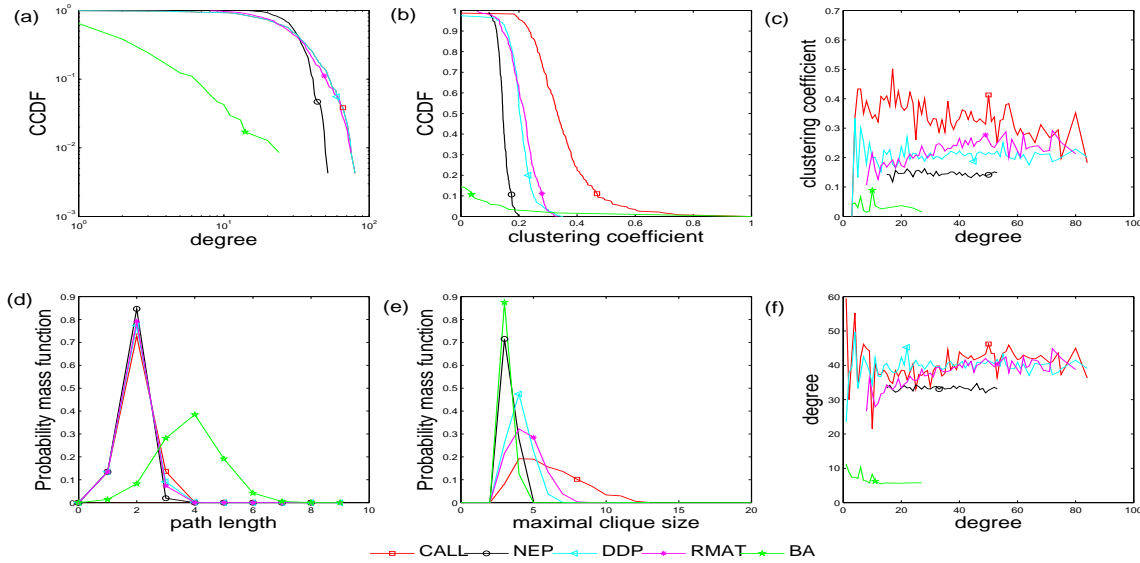 (a)
10^0
10^-1
10^-2
10^-3
CCDF
10^0
10^1
10^2
degree
(b)
1
0.9
0.8
0.7
0.6
0.5
0.4
0.3
0.2
0.1
0
CCDF
0 0.2 0.4 0.6 0.8 1
clustering coefficient
(c)
0.7
0.6
0.5
0.4
0.3
0.2
0.1
0
clustering coefficient
0 20 40 60 80 100
degree
(d)
0.9
0.8
0.7
0.6
0.5
0.4
0.3
0.2
0.1
0
Probability mass function
0 2 4 6 8 10
path length
(e)
0.9
0.8
0.7
0.6
0.5
0.4
0.3
0.2
0.1
0
Probability mass function
0 5 10 15 20
maximal clique size
(f)
60
50
40
30
20
10
0
degree
0 20 40 60 80 100
degree
CALL NEP DDP RMAT BA